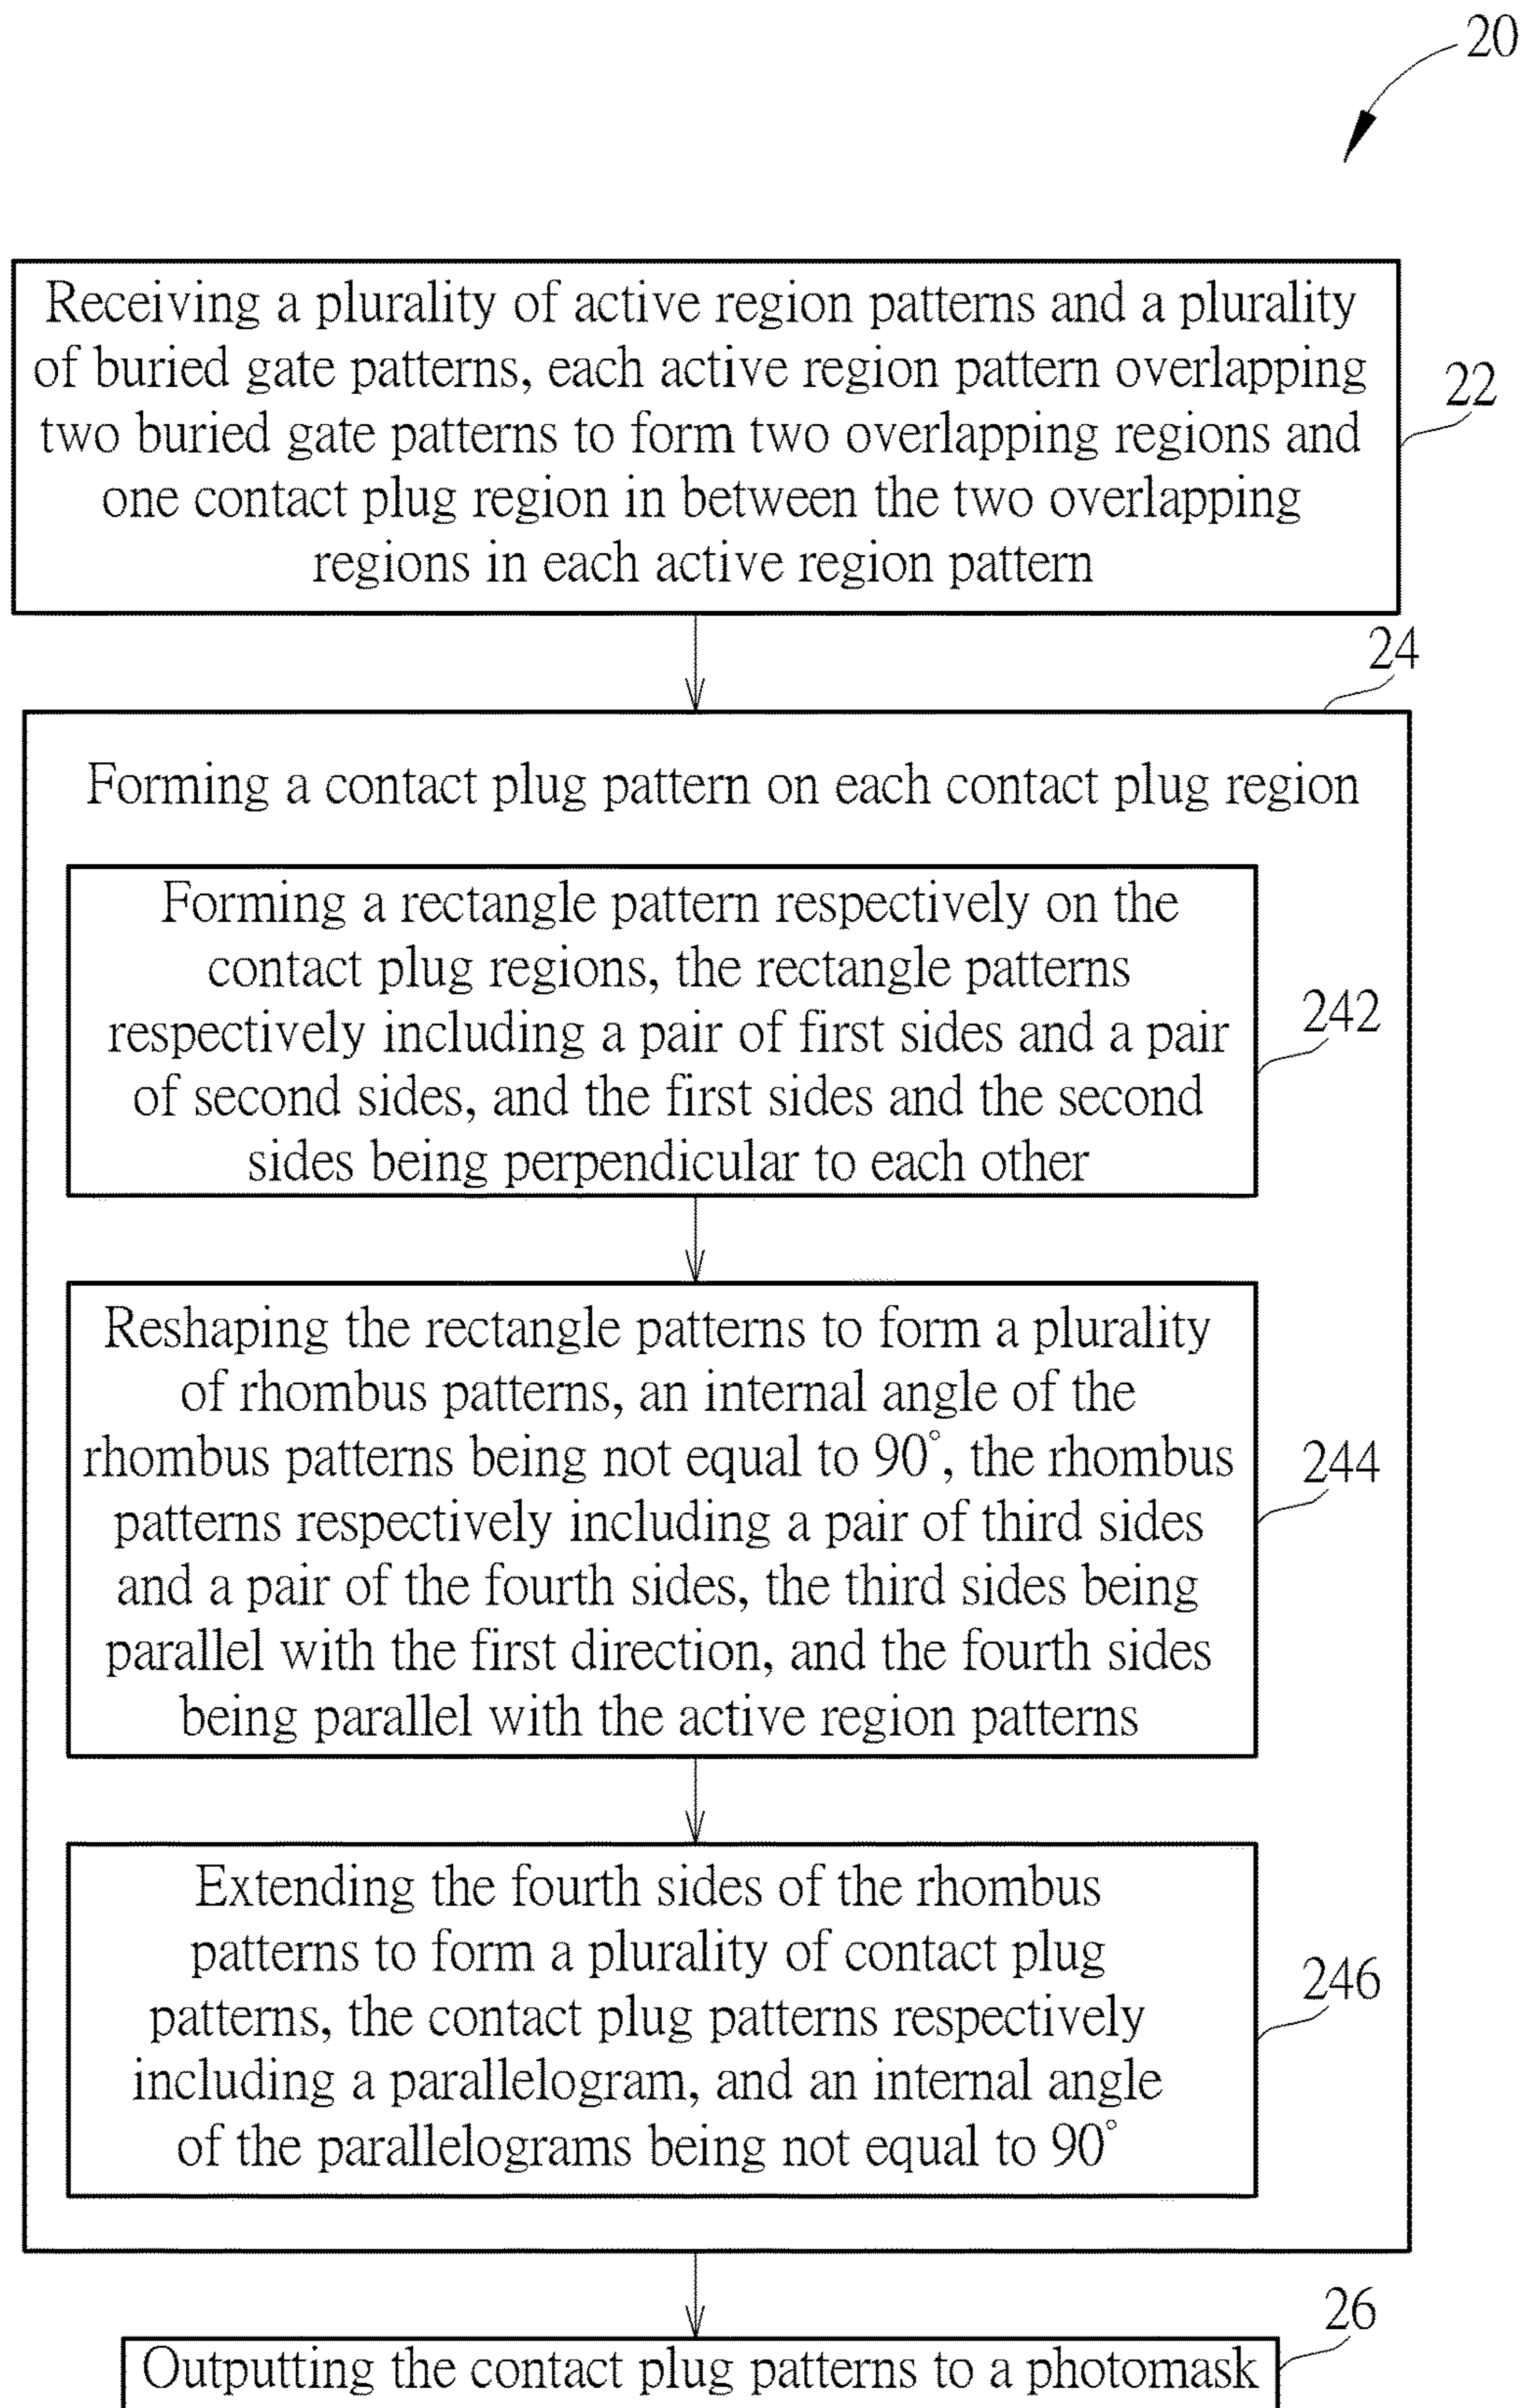 20
Receiving a plurality of active region patterns and a plurality
of buried gate patterns, each active region pattern overlapping
two buried gate patterns to form two overlapping regions and
one contact plug region in between the two overlapping
regions in each active region pattern
22
24
Forming a contact plug pattern on each contact plug region
Forming a rectangle pattern respectively on the
contact plug regions, the rectangle patterns
respectively including a pair of first sides and a pair
of second sides, and the first sides and the second
sides being perpendicular to each other
242
Reshaping the rectangle patterns to form a plurality
of rhombus patterns, an internal angle of the
rhombus patterns being not equal to 90°, the rhombus
patterns respectively including a pair of third sides
and a pair of the fourth sides, the third sides being
parallel with the first direction, and the fourth sides
being parallel with the active region patterns
244
Extending the fourth sides of the rhombus
patterns to form a plurality of contact plug
patterns, the contact plug patterns respectively
including a parallelogram, and an internal angle
of the parallelograms being not equal to 90°
246
26
Outputting the contact plug patterns to a photomask